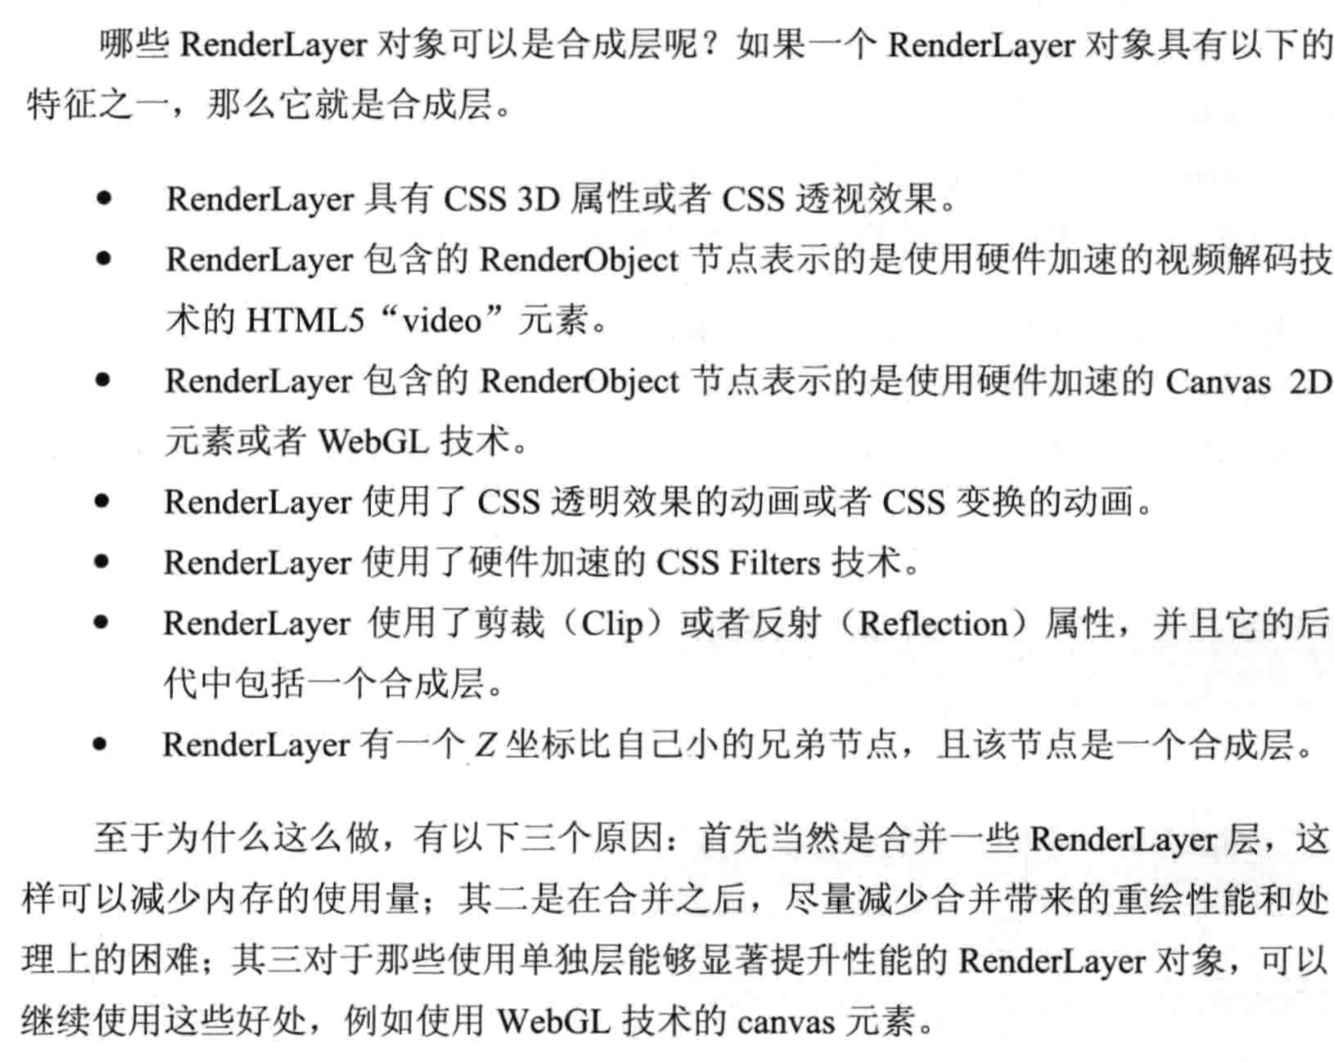 哪些 RenderLayer 对象可以是合成层呢？如果一个 RenderLayer 对象具有以下的
特征之一，那么它就是合成层。
● RenderLayer 具有 CSS 3D 属性或者 CSS 透视效果。
● RenderLayer 包含的 RenderObject 节点表示的是使用硬件加速的视频解码技
术的 HTML5“video”元素。
● RenderLayer 包含的 RenderObject 节点表示的是使用硬件加速的 Canvas 2D
元素或者 WebGL 技术。
● RenderLayer 使用了 CSS 透明效果的动画或者 CSS 变换的动画。
● RenderLayer 使用了硬件加速的 CSS Filters 技术。
● RenderLayer 使用了剪裁（Clip）或者反射（Reflection）属性，并且它的后
代中包括一个合成层。
● RenderLayer 有一个 Z 坐标比自己小的兄弟节点，且该节点是一个合成层。
至于为什么这么做，有以下三个原因：首先当然是合并一些 RenderLayer 层，这
样可以减少内存的使用量；其二是在合并之后，尽量减少合并带来的重绘性能和处
理上的困难；其三对于那些使用单独层能够显著提升性能的 RenderLayer 对象，可以
继续使用这些好处，例如使用 WebGL 技术的 canvas 元素。